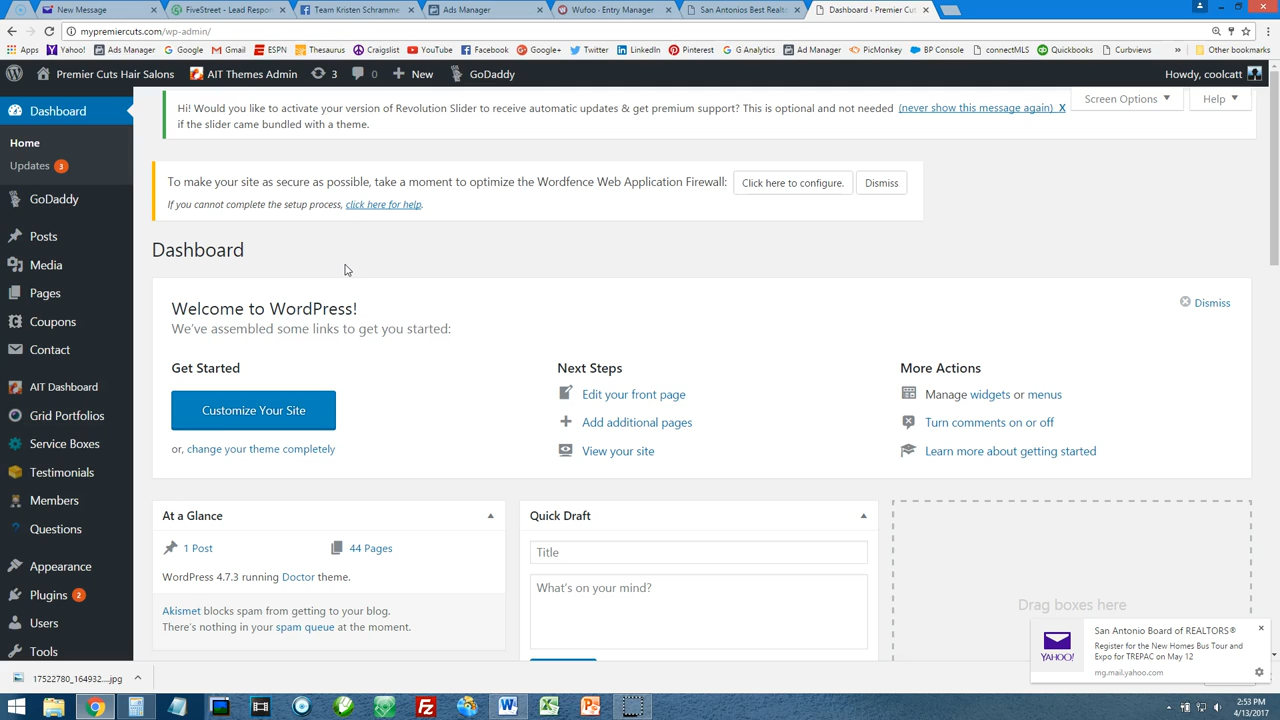 New Message
FiveStreet - Lead Respon
Team Kristen Schramme
Ads Manager
Wufoo - Entry Manager
San Antonios Best Realto
Dashboard ‹ Premier Cut
mypremiercuts.com/wp-admin/
Apps Yahoo! Ads Manager Google Gmail ESPN Thesaurus Craigslist YouTube Facebook Google+ Twitter LinkedIn Pinterest G Analytics Ad Manager PicMonkey BP Console connectMLS Quickbooks Curbviews » Other bookmarks
Premier Cuts Hair Salons AIT Themes Admin 3 0 New GoDaddy Howdy, coolcatt
Dashboard
Home
Updates 3
GoDaddy
Posts
Media
Pages
Coupons
Contact
AIT Dashboard
Grid Portfolios
Service Boxes
Testimonials
Members
Questions
Appearance
Plugins 2
Users
Tools
Screen Options Help
Hi! Would you like to activate your version of Revolution Slider to receive automatic updates & get premium support? This is optional and not needed (never show this message again) X
if the slider came bundled with a theme.
To make your site as secure as possible, take a moment to optimize the Wordfence Web Application Firewall: Click here to configure. Dismiss
If you cannot complete the setup process, click here for help.
Dashboard
Welcome to WordPress!
Dismiss
We've assembled some links to get you started:
Get Started
Customize Your Site
or, change your theme completely
Next Steps
Edit your front page
Add additional pages
View your site
More Actions
Manage widgets or menus
Turn comments on or off
Learn more about getting started
At a Glance
1 Post 44 Pages
WordPress 4.7.3 running Doctor theme.
Akismet blocks spam from getting to your blog.
There's nothing in your spam queue at the moment.
Quick Draft
Title
What's on your mind?
Drag boxes here
YAHOO!
San Antonio Board of REALTORS®
Register for the New Homes Bus Tour and
Expo for TREPAC on May 12
mg.mail.yahoo.com
17522780_164932....jpg
2:53 PM
4/13/2017